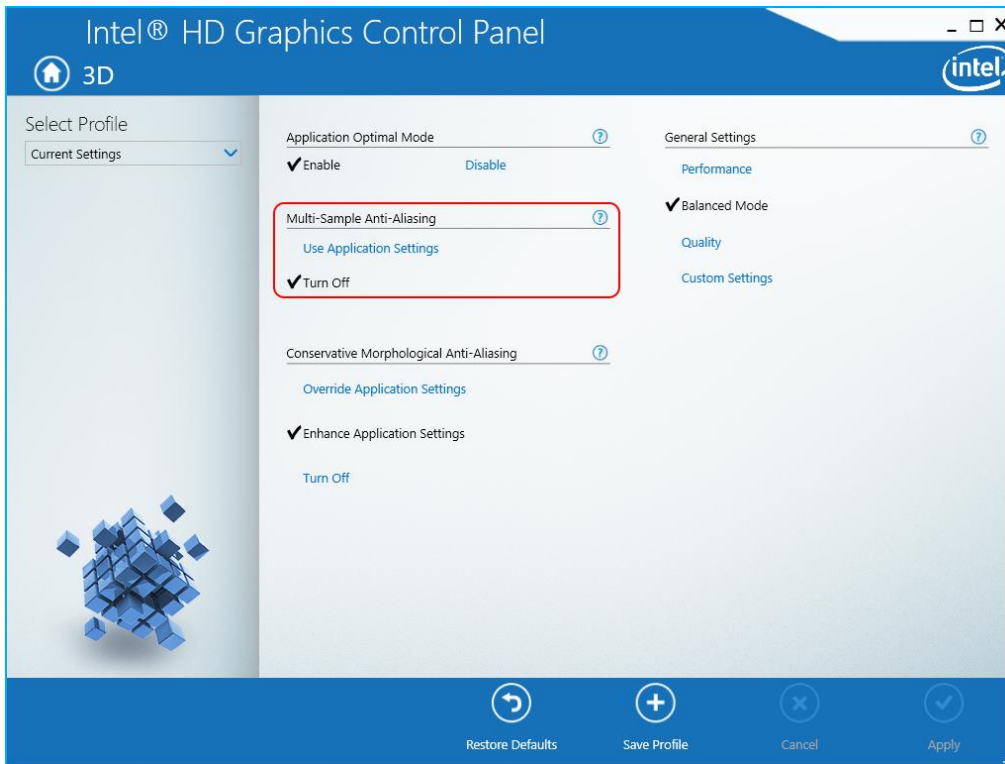 Intel® HD Graphics Control Panel
3D
intel
Select Profile
Current Settings
Application Optimal Mode ?
Enable Disable
Multi-Sample Anti-Aliasing ?
Use Application Settings
Turn Off
Conservative Morphological Anti-Aliasing ?
Override Application Settings
Enhance Application Settings
Turn Off
General Settings ?
Performance
Balanced Mode
Quality
Custom Settings
Restore Defaults Save Profile Cancel Apply